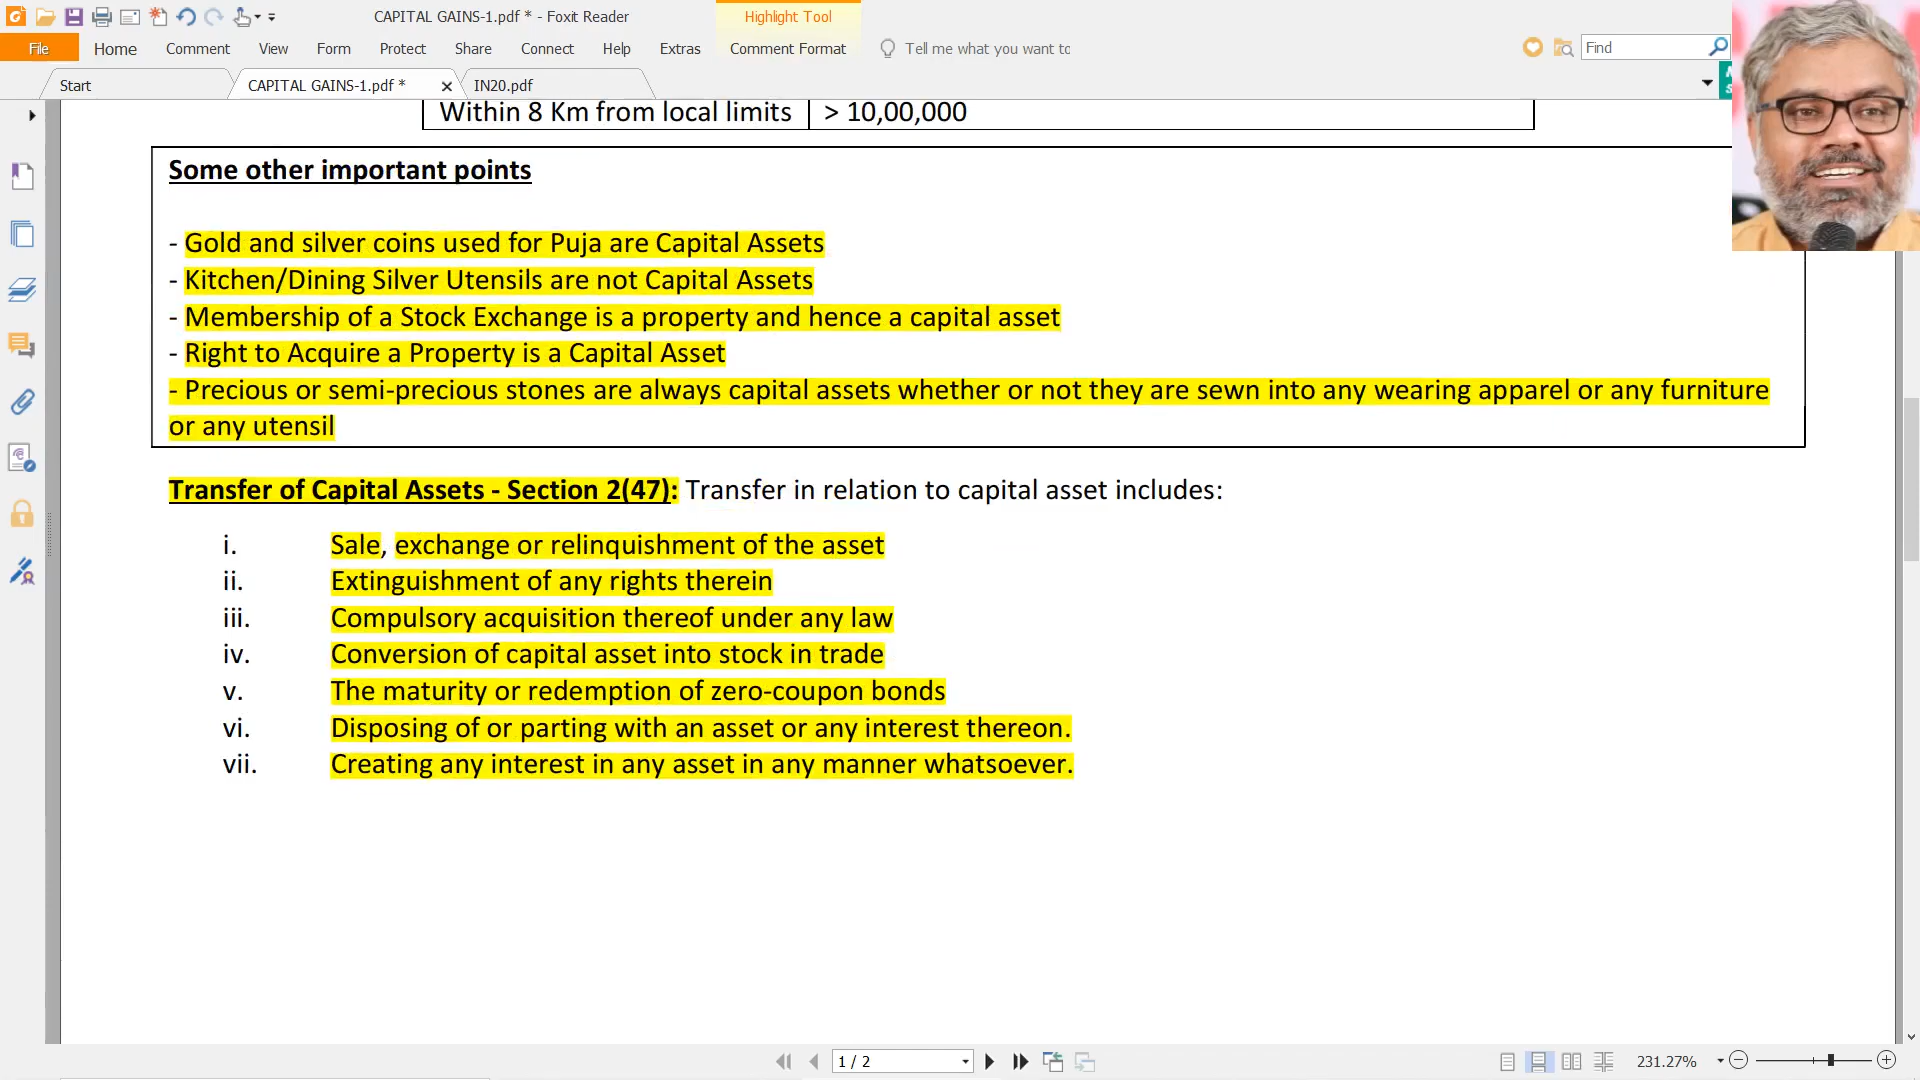 CAPITAL GAINS-1.pdf * - Foxit Reader
Highlight Tool
File Home Comment View Form Protect Share Connect Help Extras Comment Format Tell me what you want to Find
Start CAPITAL GAINS-1.pdf * IN20.pdf
Within 8 Km from local limits > 10,00,000
Some other important points
- Gold and silver coins used for Puja are Capital Assets
- Kitchen/Dining Silver Utensils are not Capital Assets
- Membership of a Stock Exchange is a property and hence a capital asset
- Right to Acquire a Property is a Capital Asset
- Precious or semi-precious stones are always capital assets whether or not they are sewn into any wearing apparel or any furniture
or any utensil
Transfer of Capital Assets - Section 2(47): Transfer in relation to capital asset includes:
i. Sale, exchange or relinquishment of the asset
ii. Extinguishment of any rights therein
iii. Compulsory acquisition thereof under any law
iv. Conversion of capital asset into stock in trade
v. The maturity or redemption of zero-coupon bonds
vi. Disposing of or parting with an asset or any interest thereon.
vii. Creating any interest in any asset in any manner whatsoever.
1 / 2
231.27%